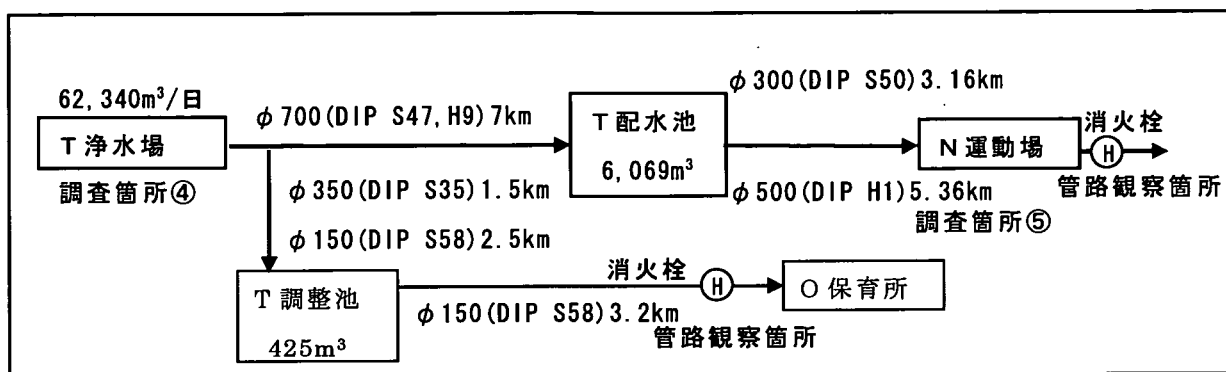 62,340m³/日
T浄水場
調査箇所④
φ700(DIP S47,H9)7km
φ350(DIP S35)1.5km
φ150(DIP S58)2.5km
T配水池
6,069m³
φ300(DIP S50)3.16km
φ500(DIP H1)5.36km
N運動場
調査箇所⑤
消火栓
H
管路観察箇所
T調整池
425m³
φ150(DIP S58)3.2km
消火栓
H
管路観察箇所
O保育所